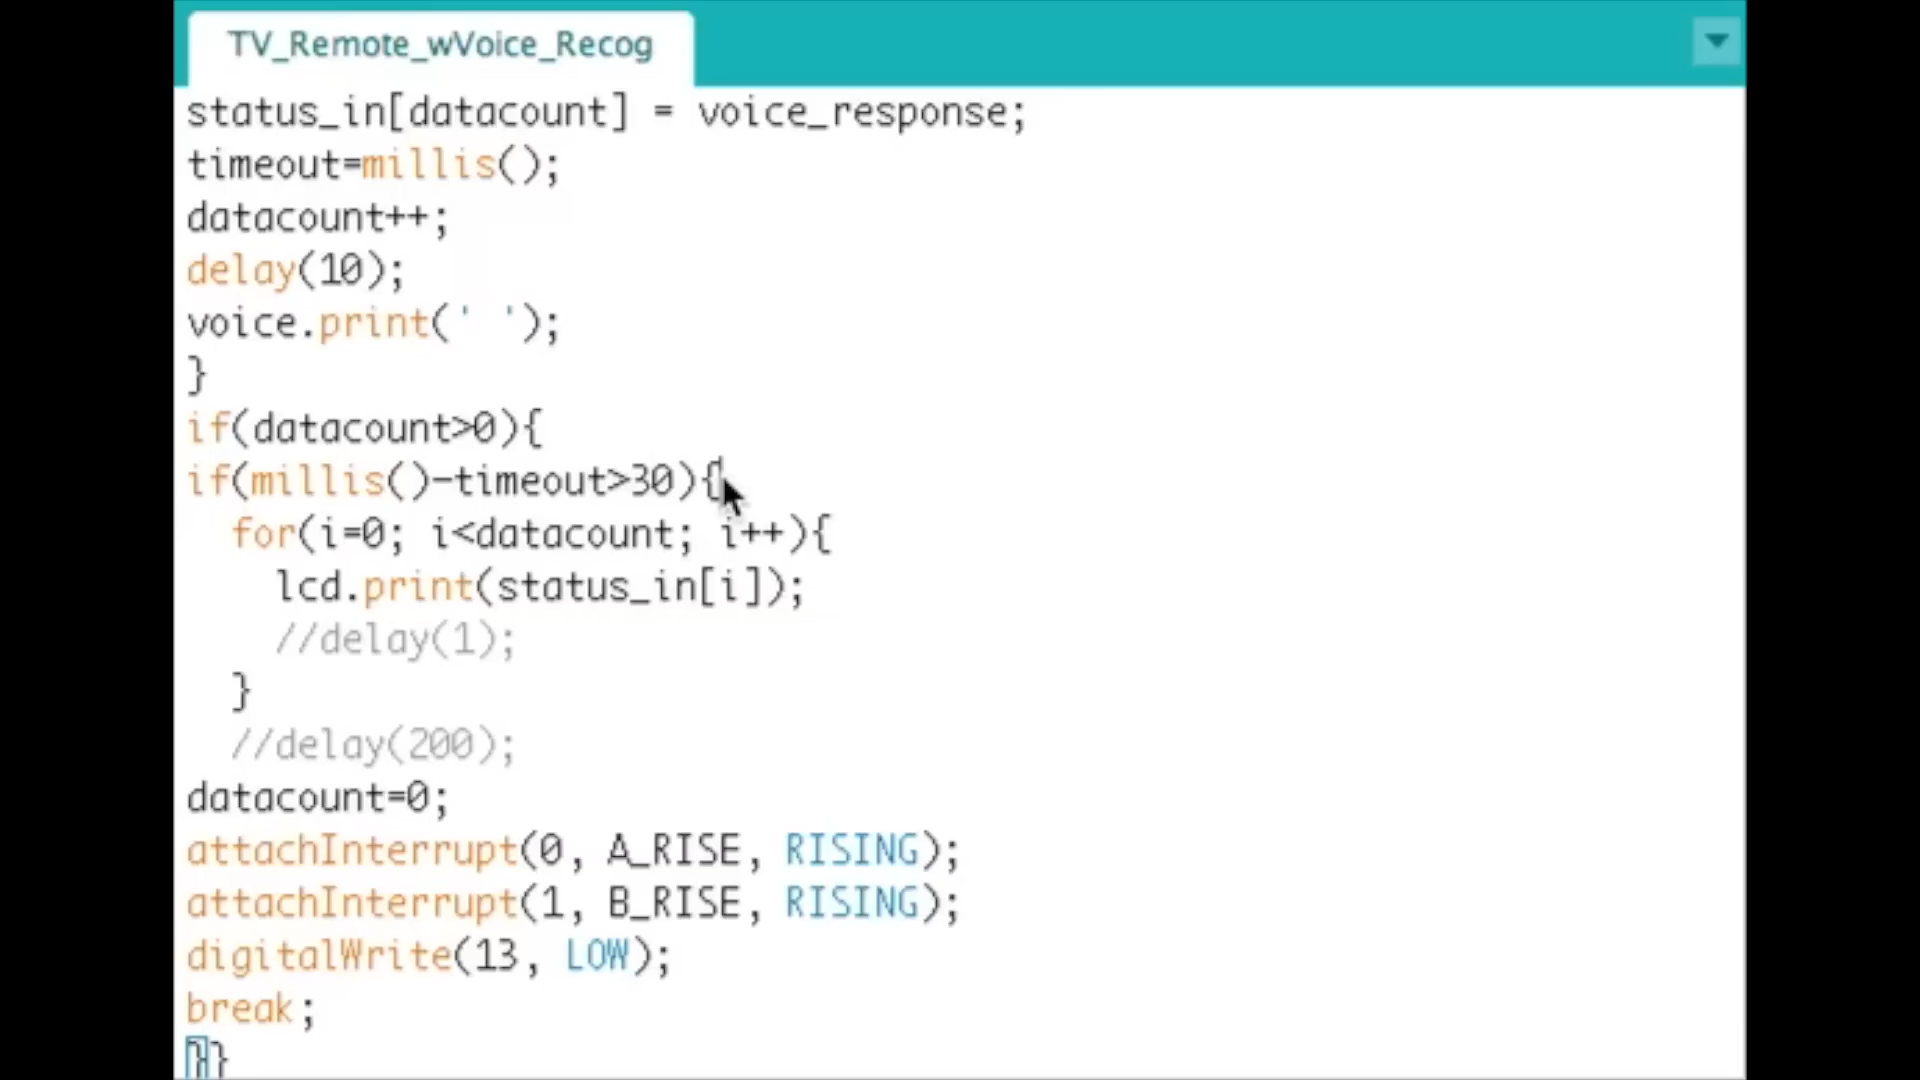 TV_Remote_wVoice_Recog
status_in[datacount] = voice_response;
timeout=millis();
datacount++;
delay(10);
voice.print(' ');
}
if(datacount>0){
if(millis()-timeout>30){
  for(i=0; i<datacount; i++){
    lcd.print(status_in[i]);
    //delay(1);
  }
  //delay(200);
datacount=0;
attachInterrupt(0, A_RISE, RISING);
attachInterrupt(1, B_RISE, RISING);
digitalWrite(13, LOW);
break;
}}